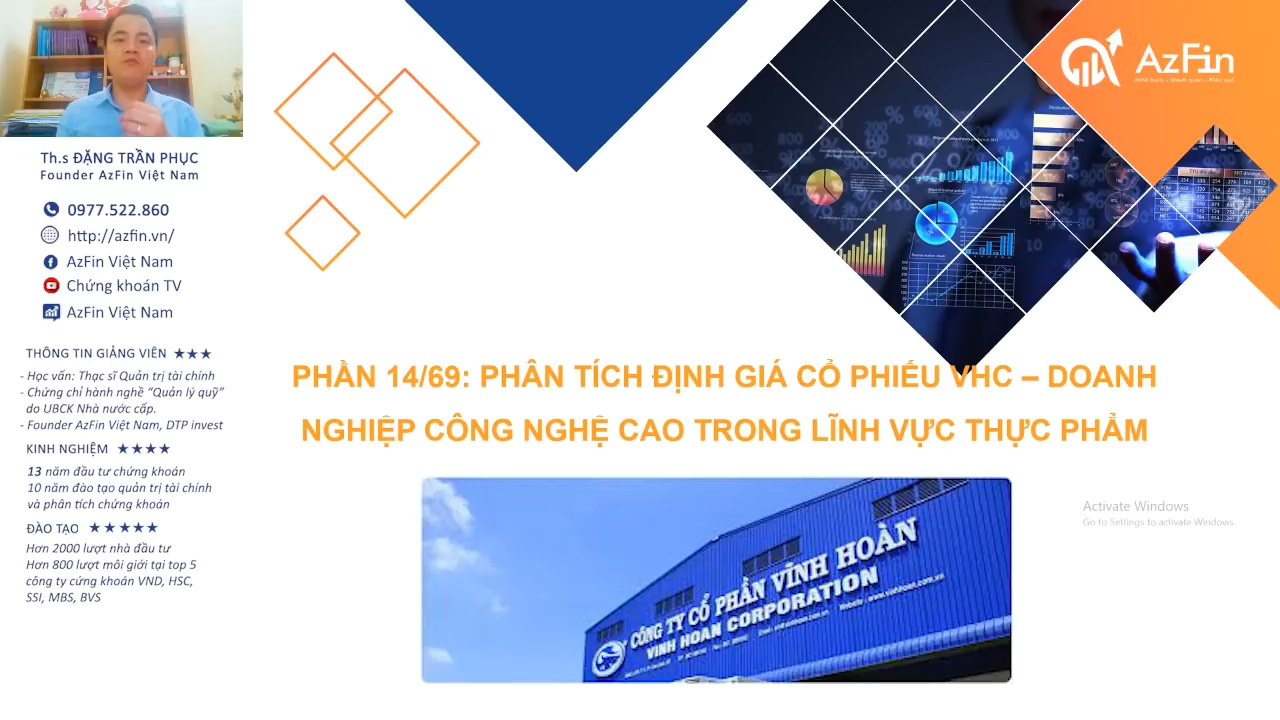 AzFin
Th.s ĐẶNG TRẦN PHỤC
Founder AzFin Việt Nam
0977.522.860
http://azfin.vn/
AzFin Việt Nam
Chứng khoán TV
AzFin Việt Nam
THÔNG TIN GIẢNG VIÊN ★★★
- Học vấn: Thạc sĩ Quản trị tài chính
- Chứng chỉ hành nghề “Quản lý quỹ”
do UBCK Nhà nước cấp.
- Founder AzFin Việt Nam, DTP invest
KINH NGHIỆM ★★★★
13 năm đầu tư chứng khoán
10 năm đào tạo quản trị tài chính
và phân tích chứng khoán
ĐÀO TẠO ★★★★★
Hơn 2000 lượt nhà đầu tư
Hơn 800 lượt môi giới tại top 5
công ty cứng khoán VND, HSC,
SSI, MBS, BVS
PHẦN 14/69: PHÂN TÍCH ĐỊNH GIÁ CỔ PHIẾU VHC – DOANH
NGHIỆP CÔNG NGHỆ CAO TRONG LĨNH VỰC THỰC PHẨM
CÔNG TY CỔ PHẦN VĨNH HOÀN
VINH HOAN CORPORATION
Website : www.vinhhoan.com.vn
Activate Windows
Go to Settings to activate Windows.